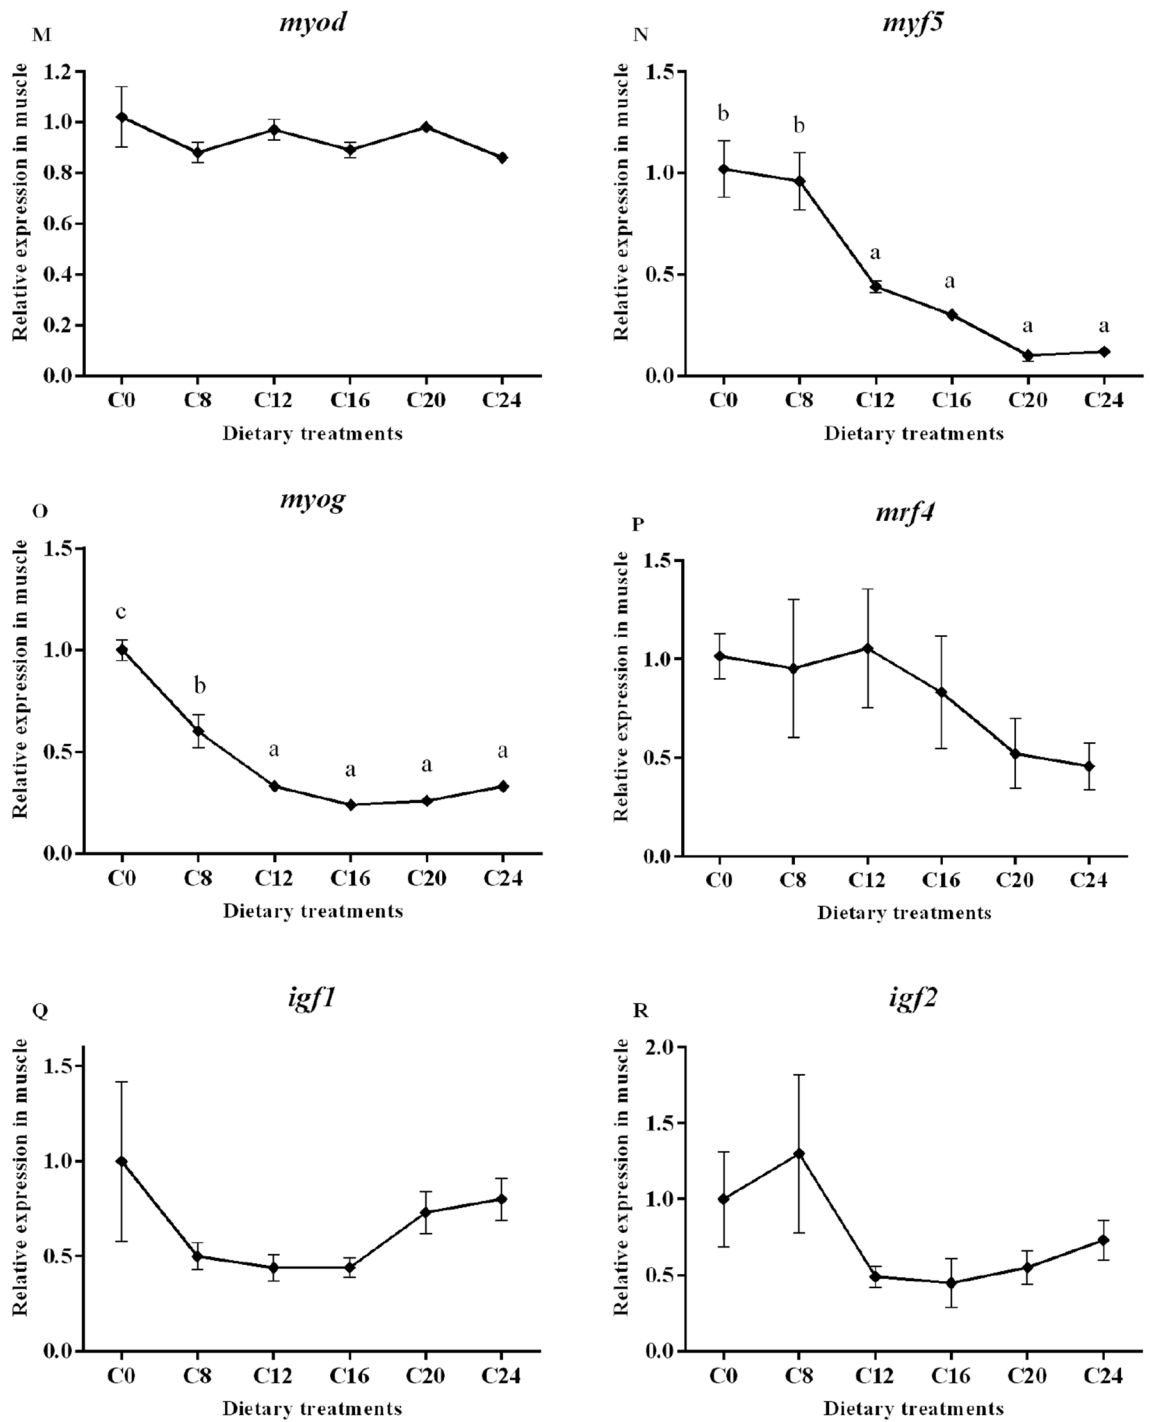 M
myod
Relative expression in muscle
1.2
1.0
0.8
0.6
0.4
0.2
0.0
C0 C8 C12 C16 C20 C24
Dietary treatments
N
myf5
Relative expression in muscle
1.5
1.0
0.5
0.0
b
b
a
a
a
a
C0 C8 C12 C16 C20 C24
Dietary treatments
O
myog
Relative expression in muscle
1.5
1.0
0.5
0.0
c
b
a
a
a
a
C0 C8 C12 C16 C20 C24
Dietary treatments
P
mrf4
Relative expression in muscle
1.5
1.0
0.5
0.0
C0 C8 C12 C16 C20 C24
Dietary treatments
Q
igf1
Relative expression in muscle
1.5
1.0
0.5
0.0
C0 C8 C12 C16 C20 C24
Dietary treatments
R
igf2
Relative expression in muscle
2.0
1.5
1.0
0.5
0.0
C0 C8 C12 C16 C20 C24
Dietary treatments